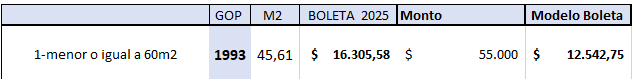 GOP M2 BOLETA 2025 Monto Modelo Boleta
1-menor o igual a 60m2 1993 45,61 $ 16.305,58 $ 55.000 $ 12.542,75